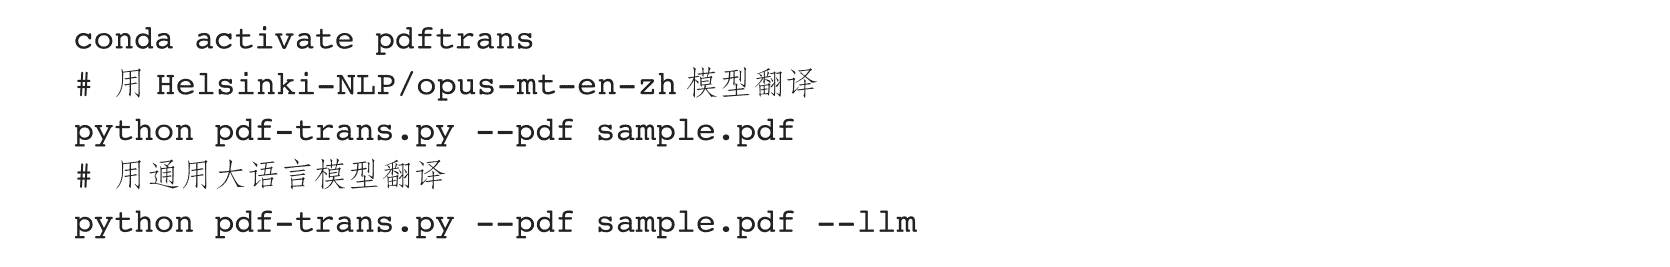 conda activate pdftrans
# 用 Helsinki-NLP/opus-mt-en-zh 模型翻译
python pdf-trans.py --pdf sample.pdf
# 用通用大语言模型翻译
python pdf-trans.py --pdf sample.pdf --llm